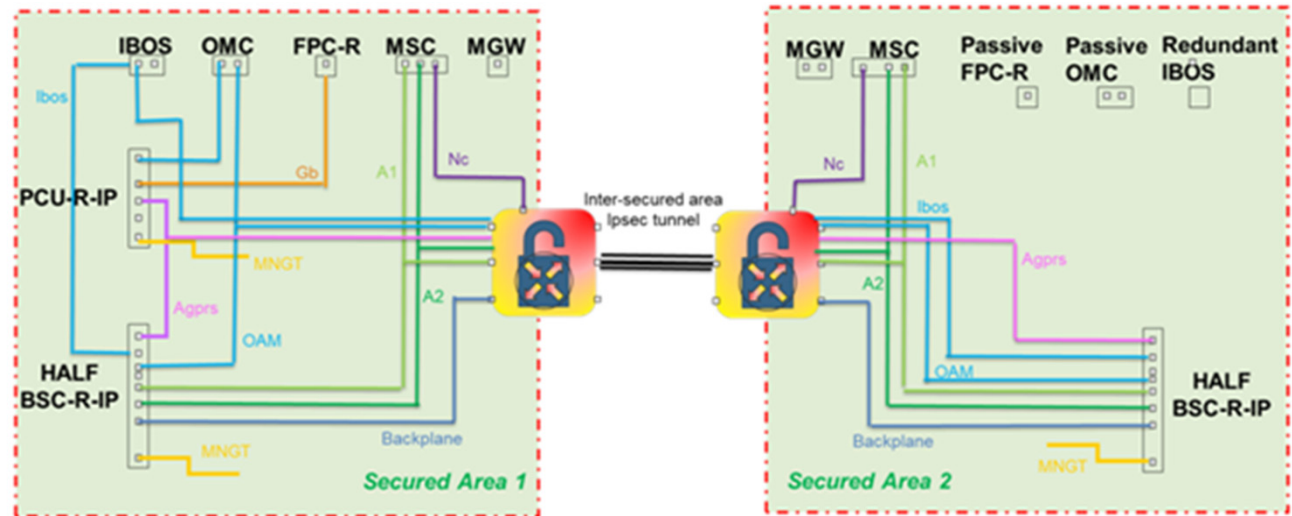 IBOS OMC FPC-R MSC MGW
Ibos
PCU-R-IP
Gb
A1
Nc
MNGT
Agprs
A2
OAM
HALF
BSC-R-IP
Backplane
MNGT
Secured Area 1
Inter-secured area
Ipsec tunnel
MGW MSC
Passive
FPC-R
Passive
OMC
Redundant
IBOS
Nc
A1
Ibos
Agprs
A2
OAM
HALF
BSC-R-IP
Backplane
MNGT
Secured Area 2